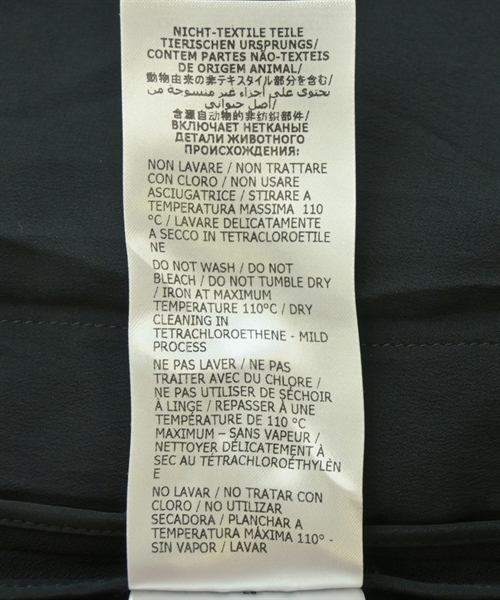 NICHT-TEXTILE TEILE
TIERISCHEN URSPRUNGS/
CONTEM PARTES NÃO-TEXTEIS
DE ORIGEM ANIMAL/
動物由来の非テキスタイル部分を含む/
يحتوي على أجزاء غير منسوجة من
أصل حيواني/
含源自动物的非纺织部件/
ВКЛЮЧАЕТ НЕТКАНЫЕ
ДЕТАЛИ ЖИВОТНОГО
ПРОИСХОЖДЕНИЯ:
NON LAVARE / NON TRATTARE
CON CLORO / NON USARE
ASCIUGATRICE / STIRARE A
TEMPERATURA MASSIMA 110
°C / LAVARE DELICATAMENTE
A SECCO IN TETRACLOROETILE
NE
DO NOT WASH / DO NOT
BLEACH / DO NOT TUMBLE DRY
/ IRON AT MAXIMUM
TEMPERATURE 110°C / DRY
CLEANING IN
TETRACHLOROETHENE - MILD
PROCESS
NE PAS LAVER / NE PAS
TRAITER AVEC DU CHLORE /
NE PAS UTILISER DE SÉCHOIR
À LINGE / REPASSER À UNE
TEMPÉRATURE DE 110 °C
MAXIMUM – SANS VAPEUR /
NETTOYER DÉLICATEMENT À
SEC AU TÉTRACHLOROÉTHYLÈN
E
NO LAVAR / NO TRATAR CON
CLORO / NO UTILIZAR
SECADORA / PLANCHAR A
TEMPERATURA MÁXIMA 110° -
SIN VAPOR / LAVAR